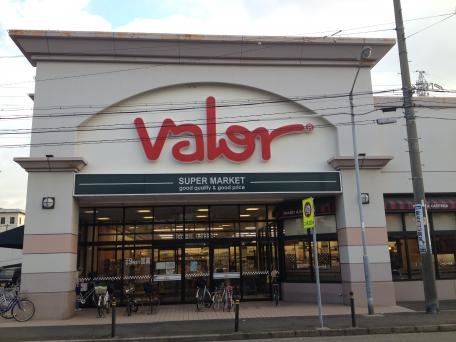 Valor
SUPER MARKET
good quality & good price